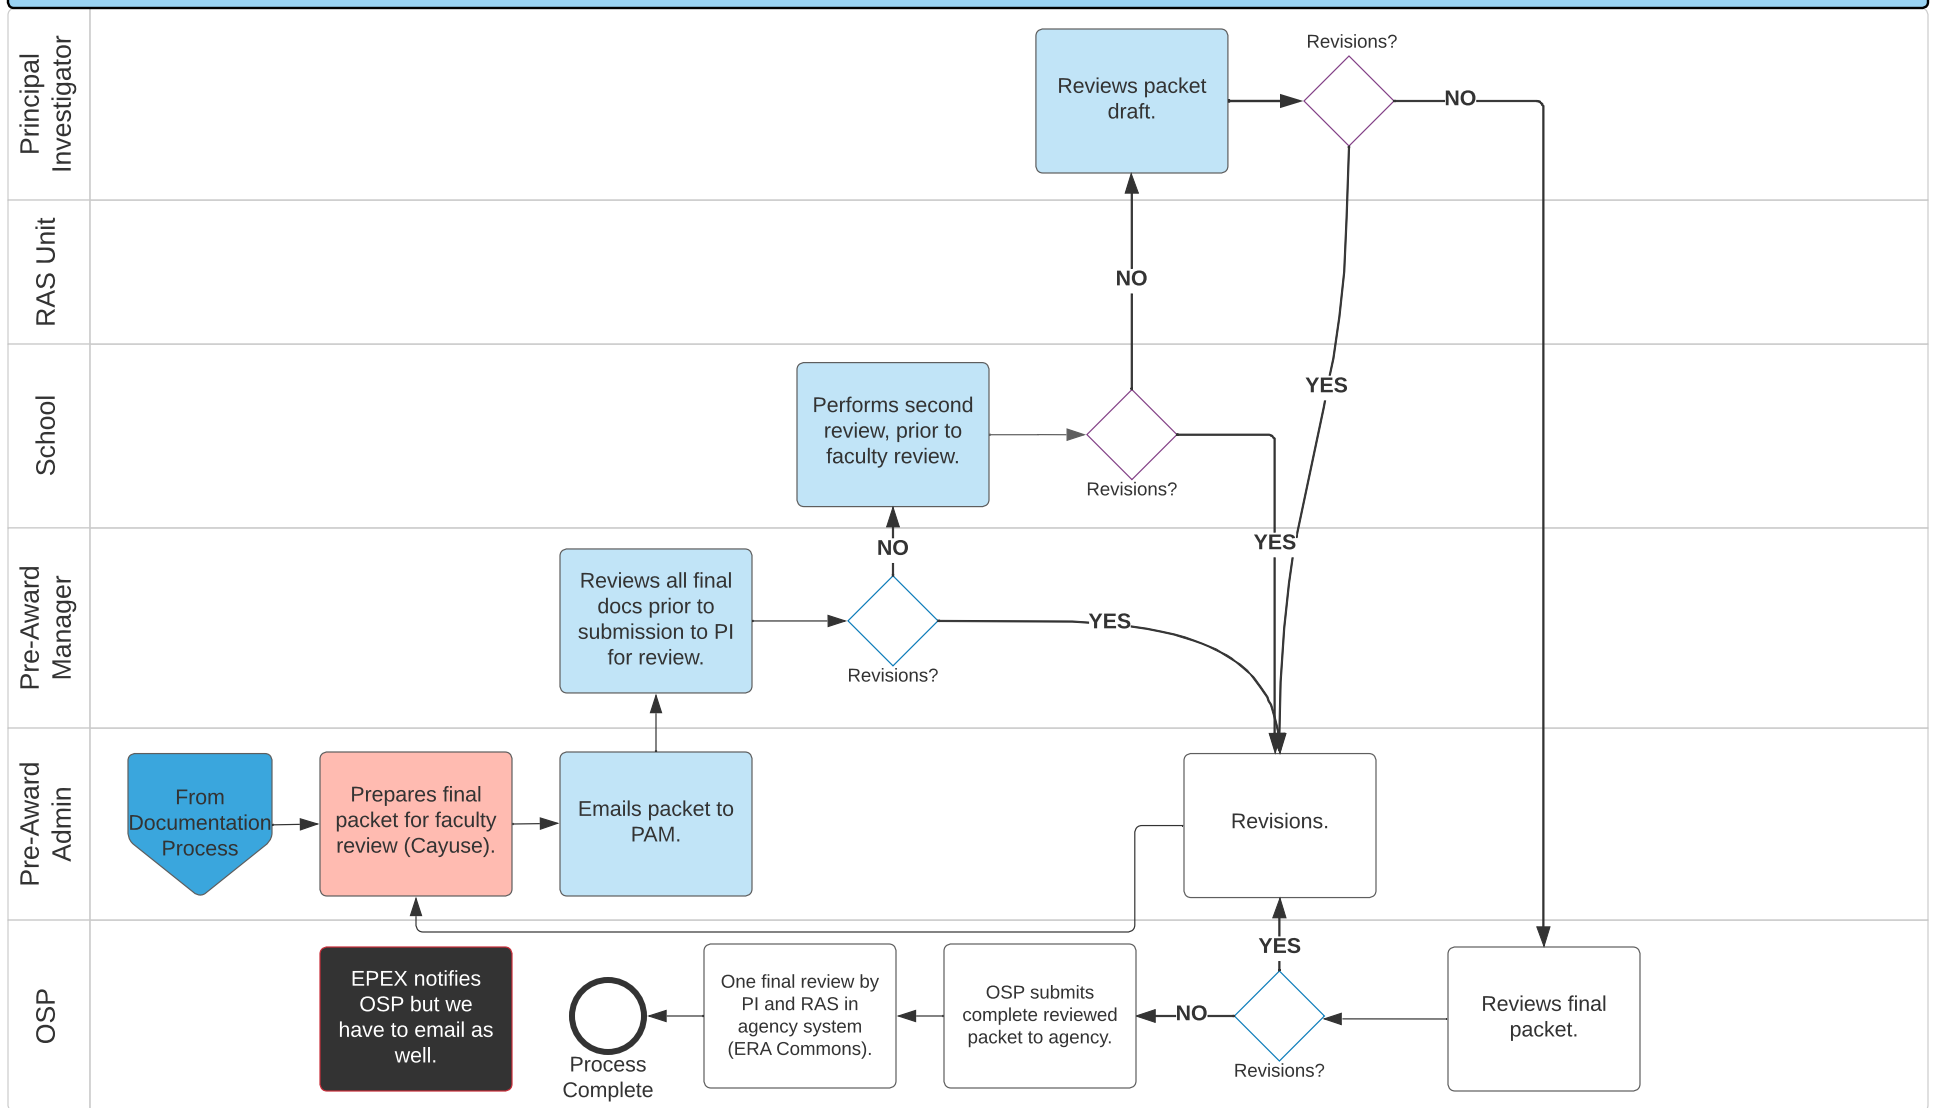 Principal
Investigator
Reviews packet
draft.
Revisions?
NO
RAS Unit
NO
School
Performs second
review, prior to
faculty review.
Revisions?
YES
YES
Pre-Award
Manager
Reviews all final
docs prior to
submission to PI
for review.
NO
Revisions?
YES
Pre-Award
Admin
From
Documentation
Process
Prepares final
packet for faculty
review (Cayuse).
Emails packet to
PAM.
Revisions.
OSP
EPEX notifies
OSP but we
have to email as
well.
Process
Complete
One final review by
PI and RAS in
agency system
(ERA Commons).
OSP submits
complete reviewed
packet to agency.
NO
YES
Revisions?
Reviews final
packet.